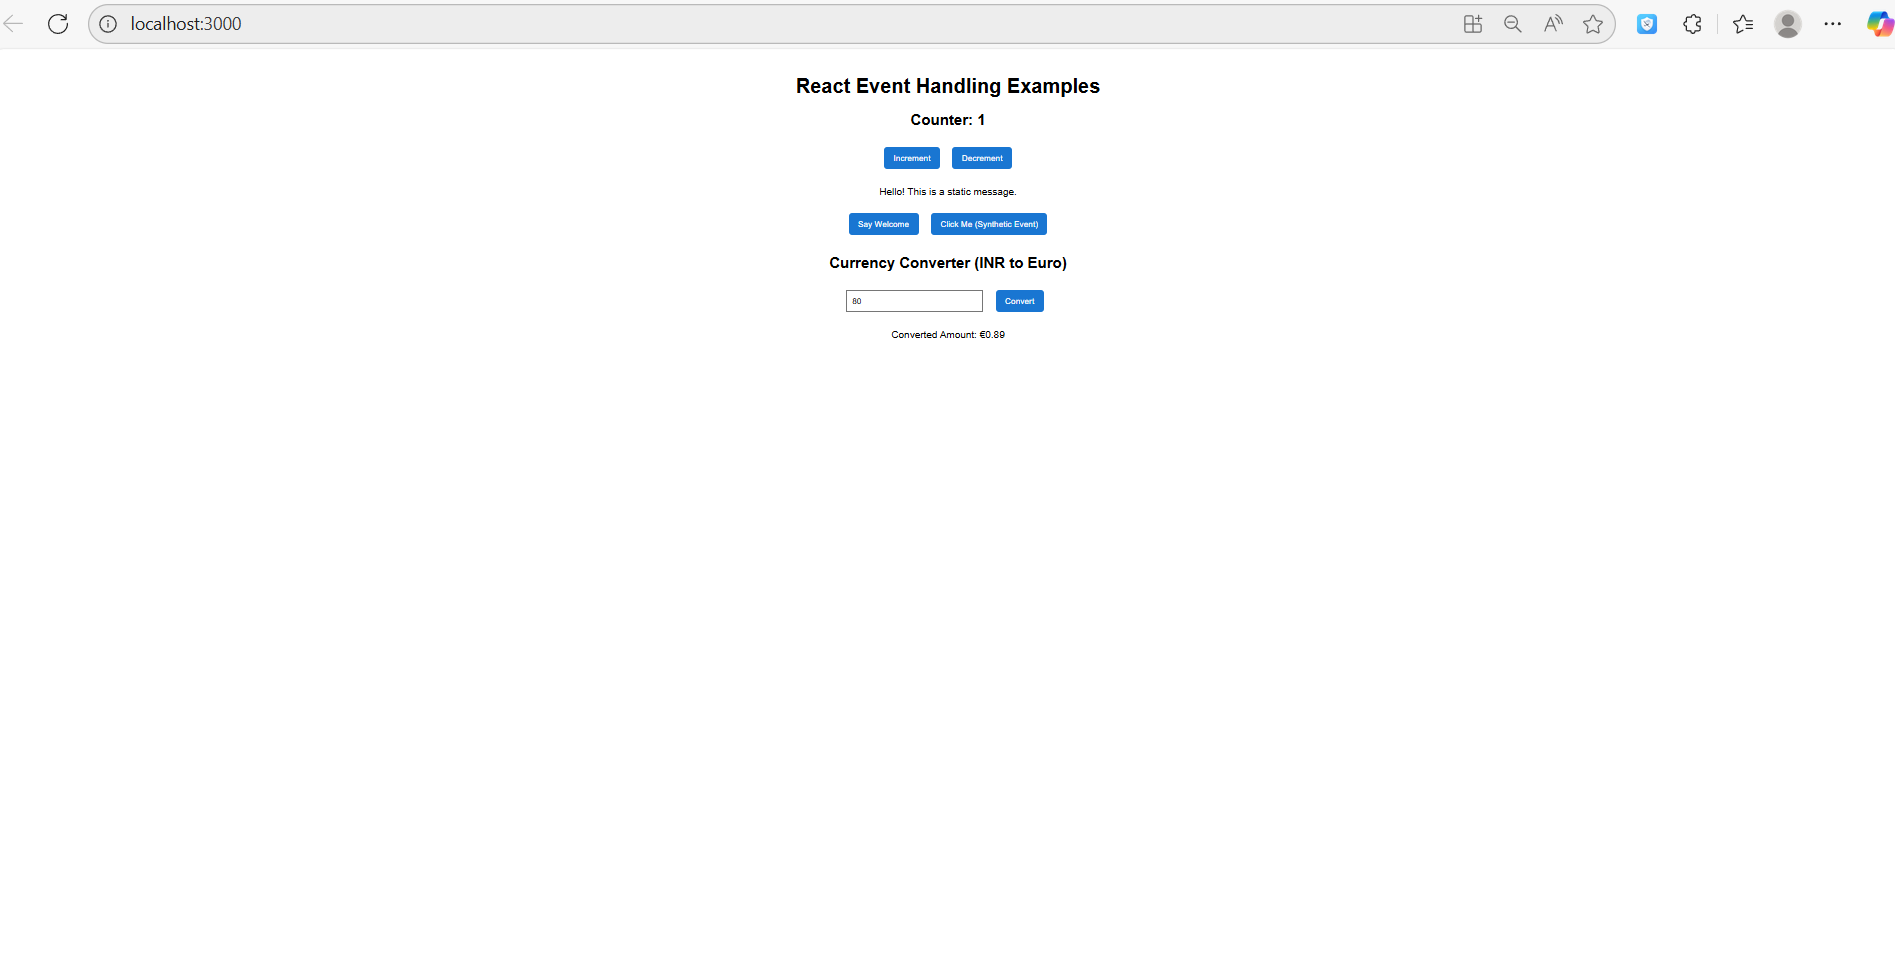 localhost:3000
React Event Handling Examples
Counter: 1
Increment Decrement
Hello! This is a static message.
Say Welcome Click Me (Synthetic Event)
Currency Converter (INR to Euro)
80 Convert
Converted Amount: €0.89